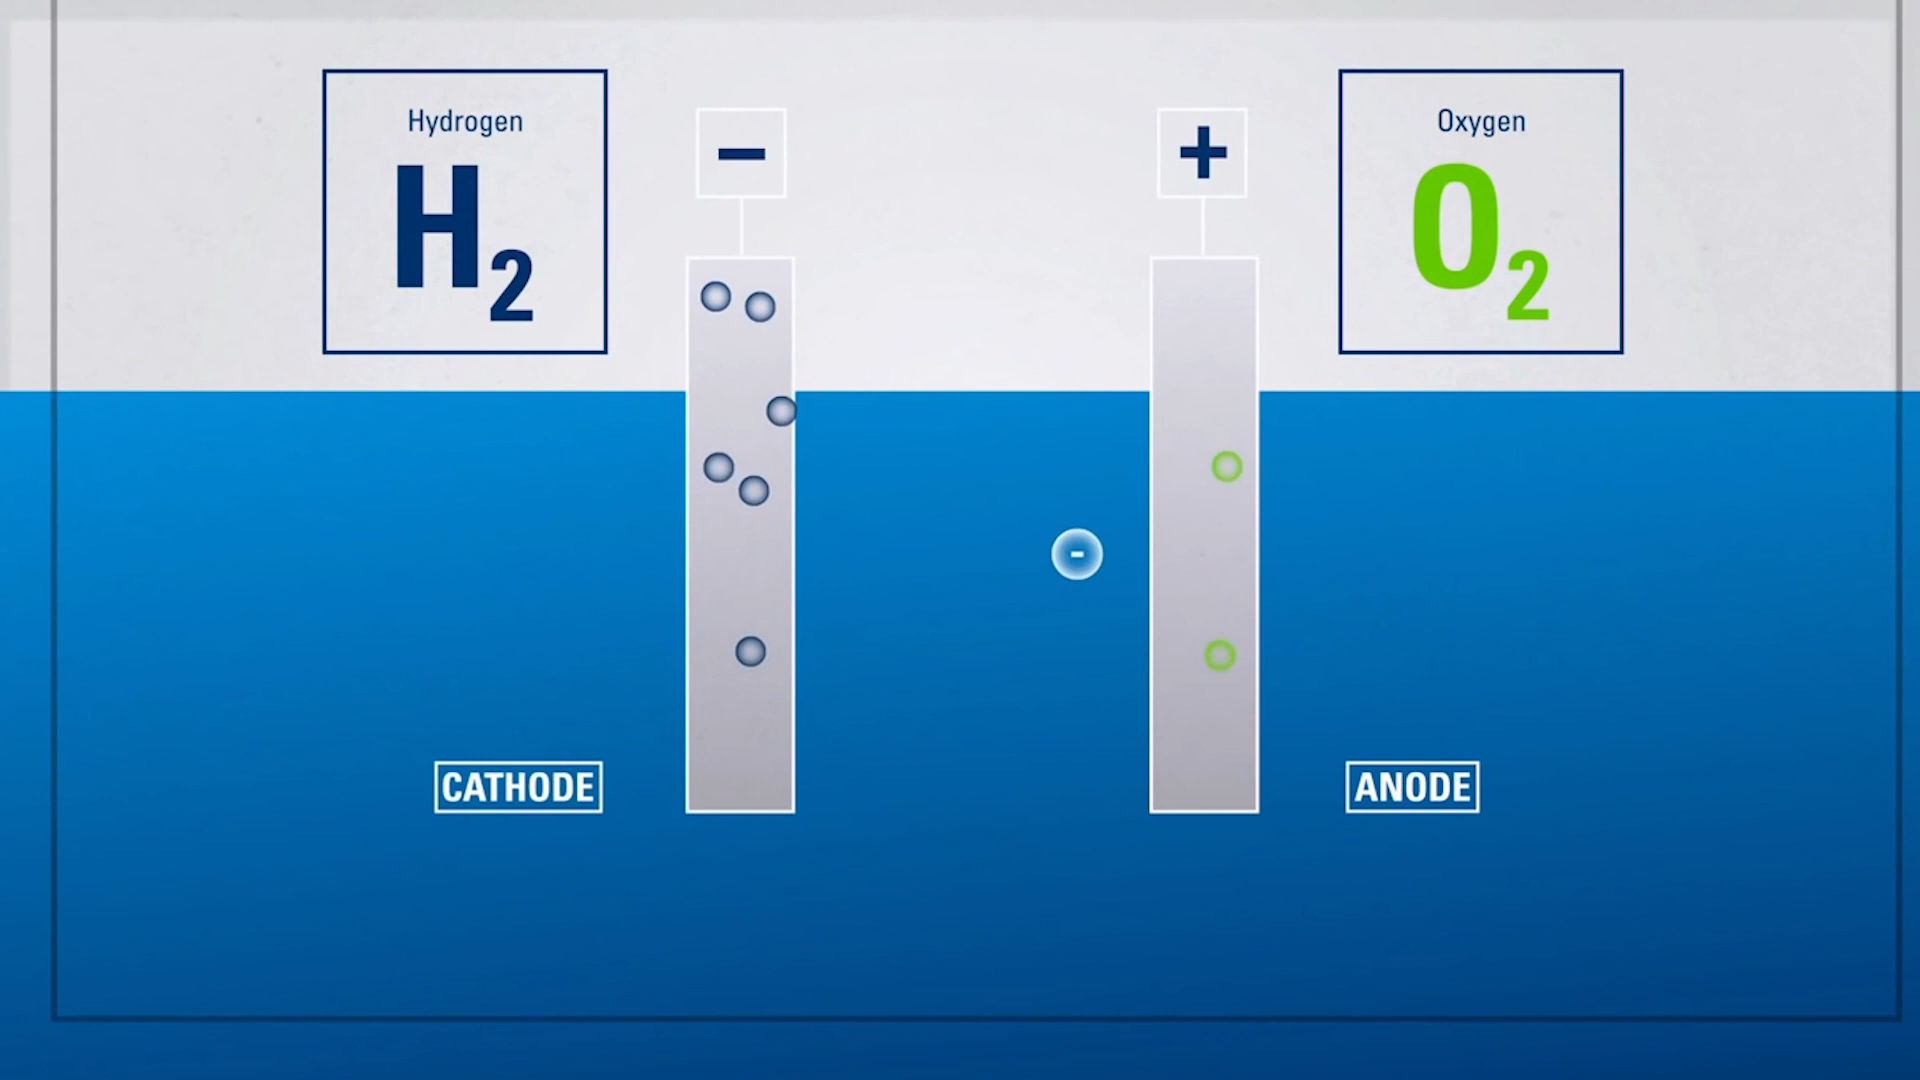 Hydrogen
H2
−
+
Oxygen
O2
-
CATHODE
ANODE